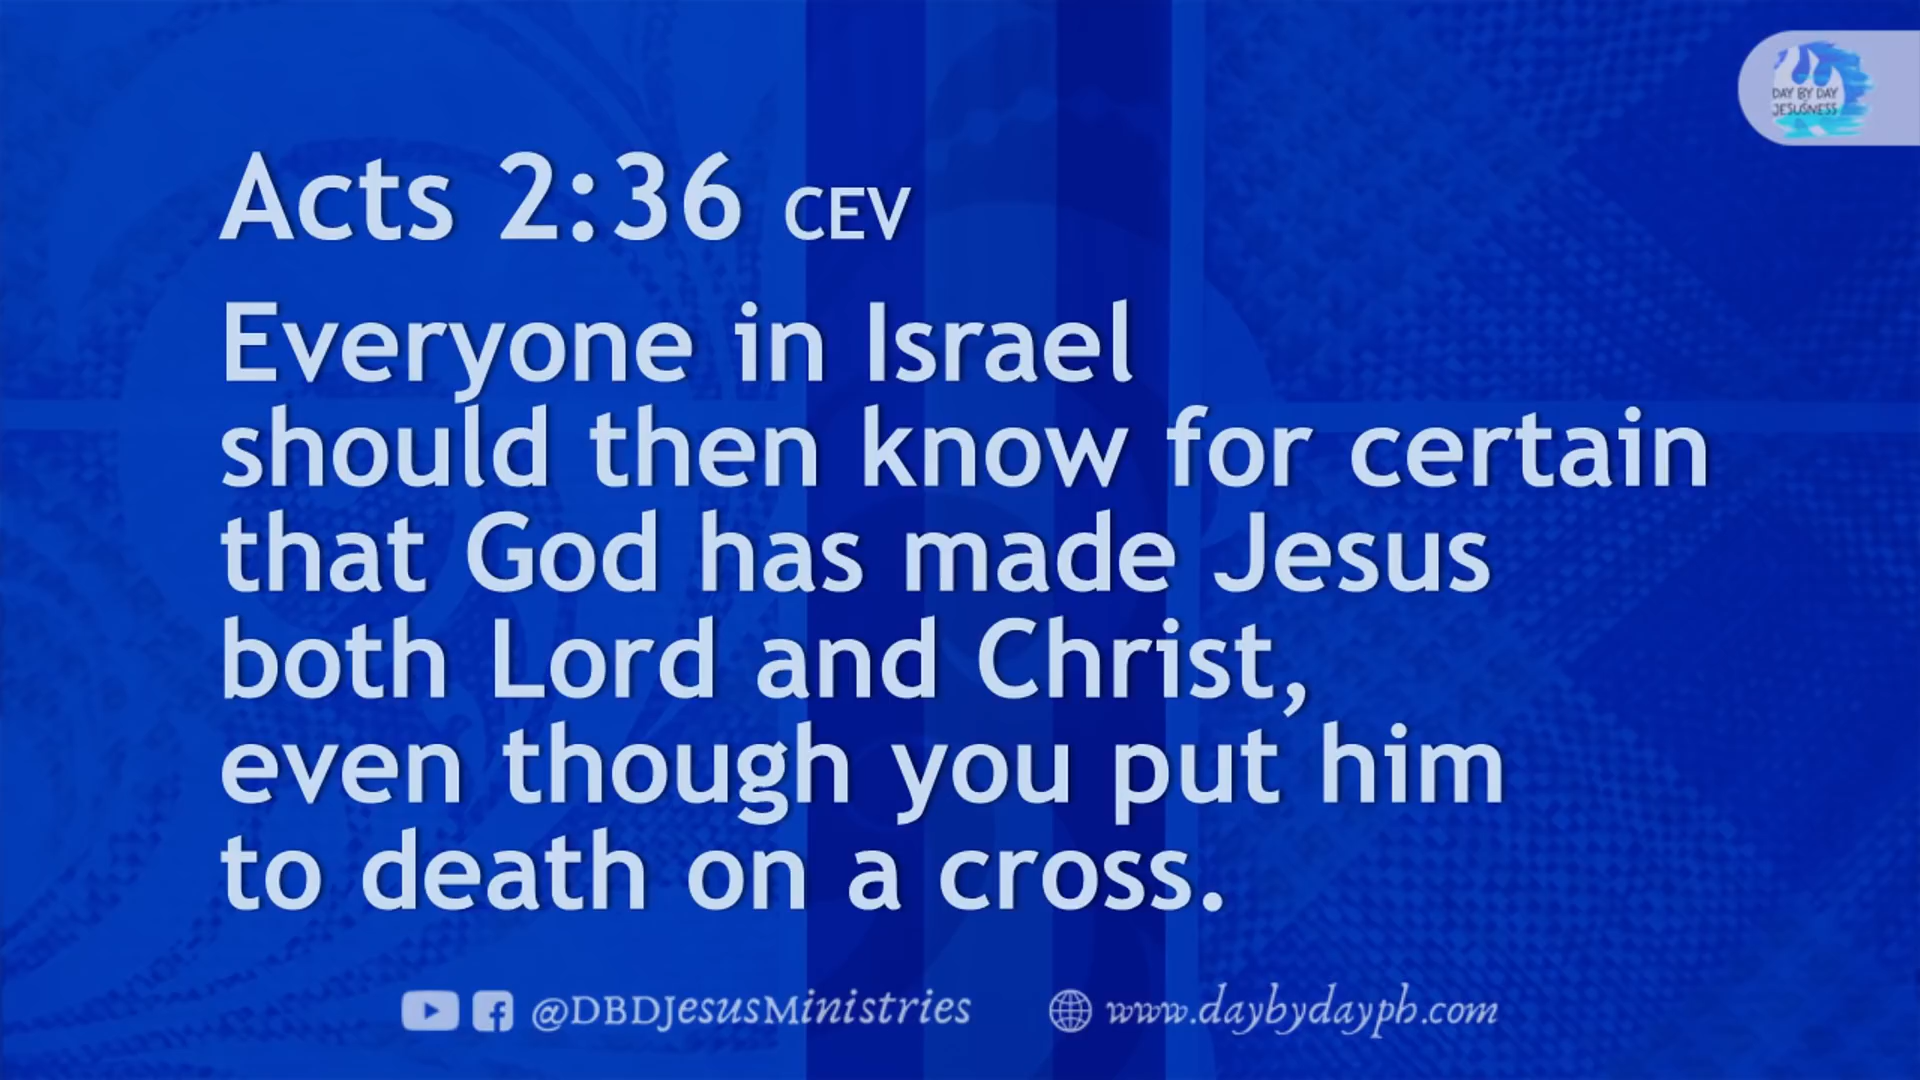 DAY BY DAY
JESUSNESS
Acts 2:36 CEV
Everyone in Israel
should then know for certain
that God has made Jesus
both Lord and Christ,
even though you put him
to death on a cross.
@DBDJesusMinistries www.daybydayph.com